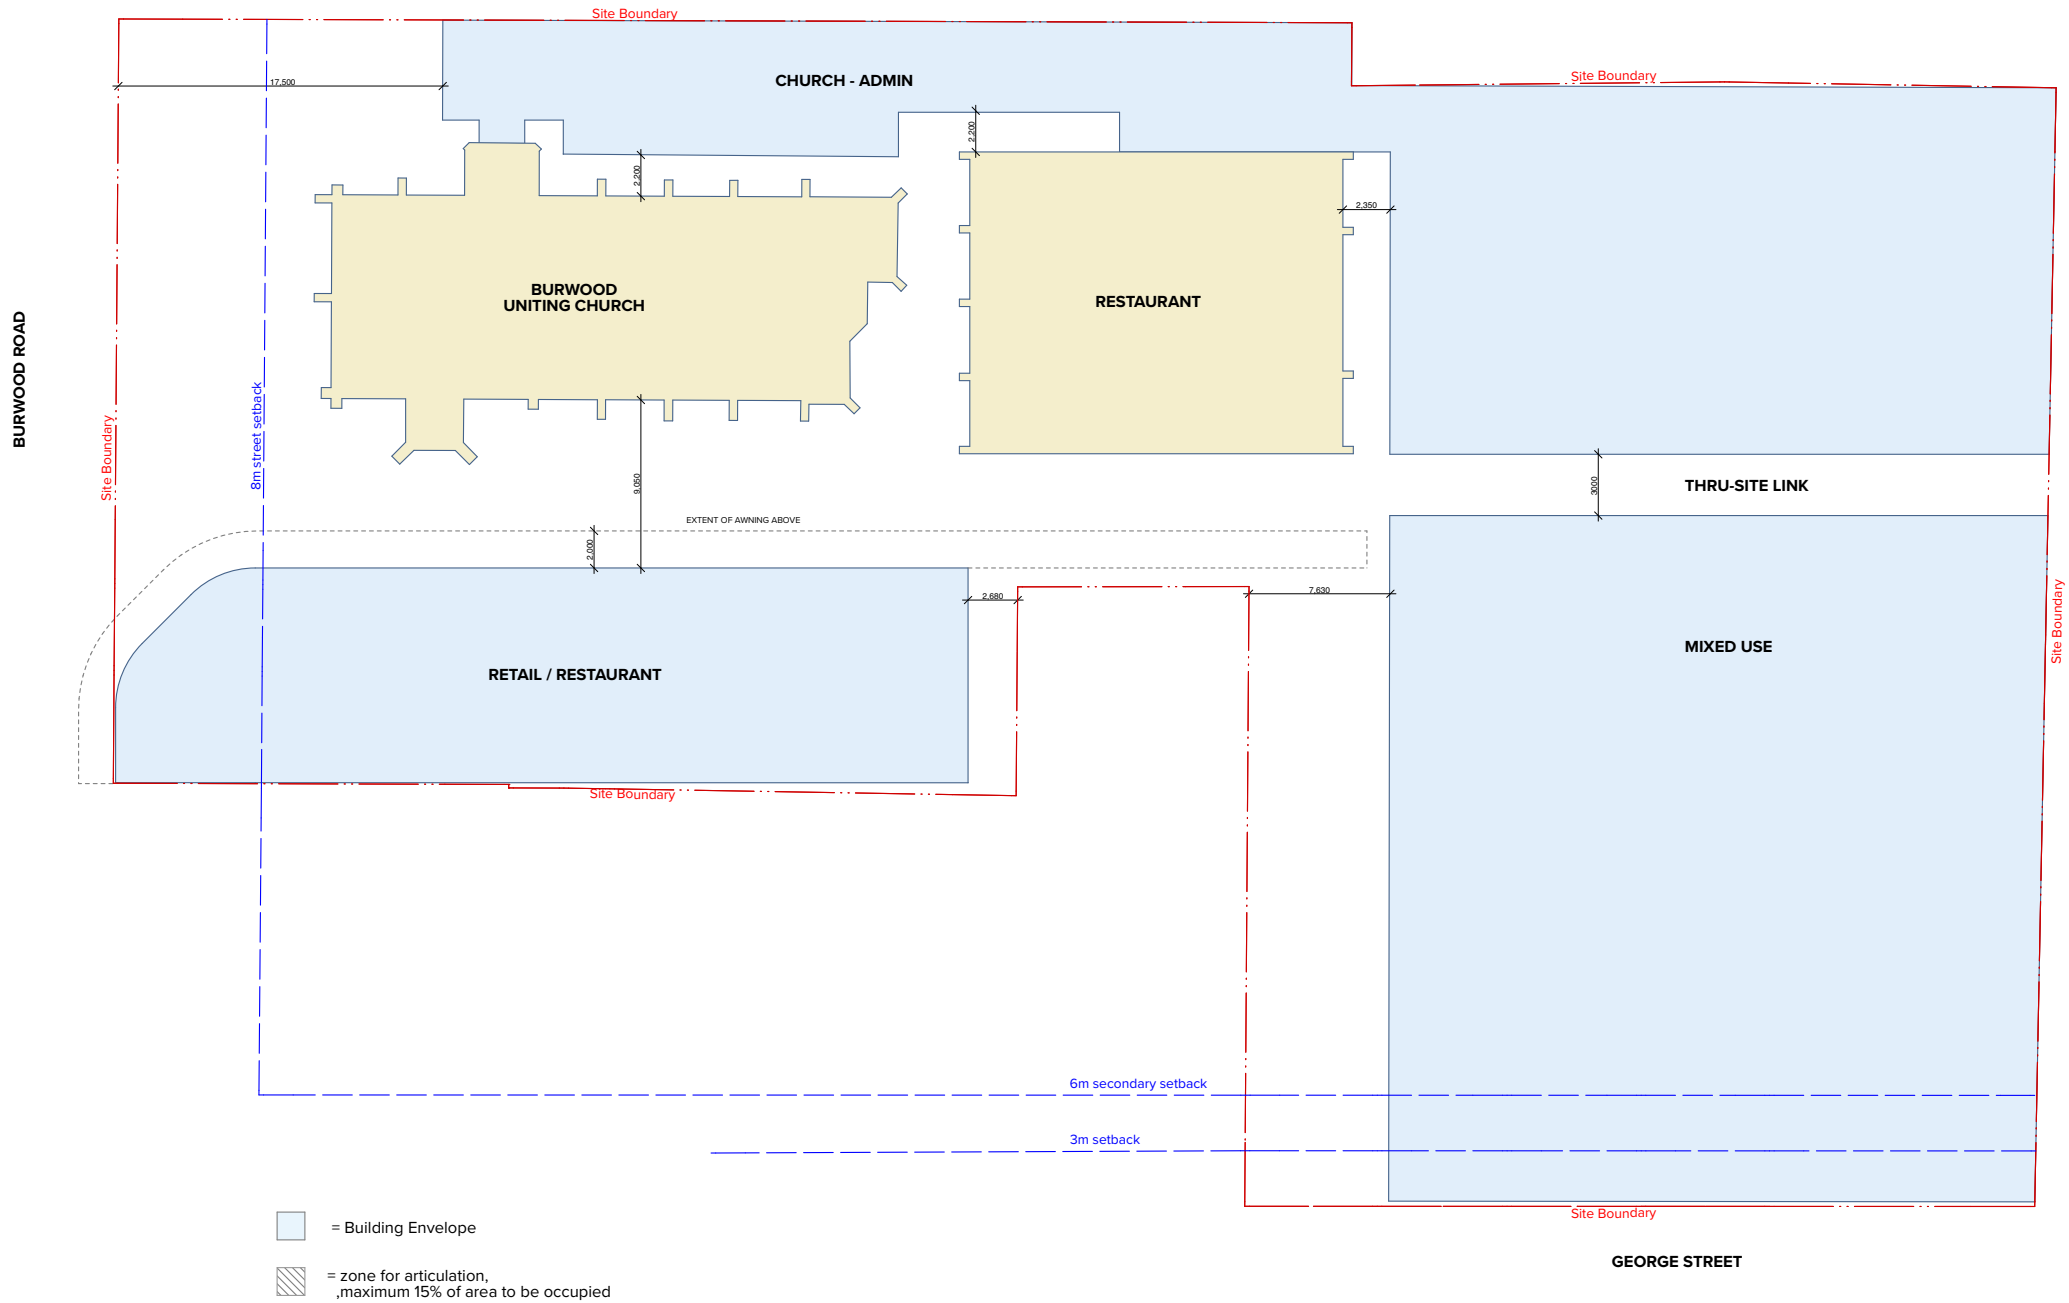 Site Boundary
Site Boundary
CHURCH - ADMIN
17,500
2,200
2,200
2,350
BURWOOD
UNITING CHURCH
RESTAURANT
BURWOOD ROAD
Site Boundary
8m street setback
9,050
3000
THRU-SITE LINK
EXTENT OF AWNING ABOVE
2,000
2,680
7,630
Site Boundary
MIXED USE
RETAIL / RESTAURANT
Site Boundary
6m secondary setback
3m setback
Site Boundary
= Building Envelope
GEORGE STREET
= zone for articulation,
,maximum 15% of area to be occupied